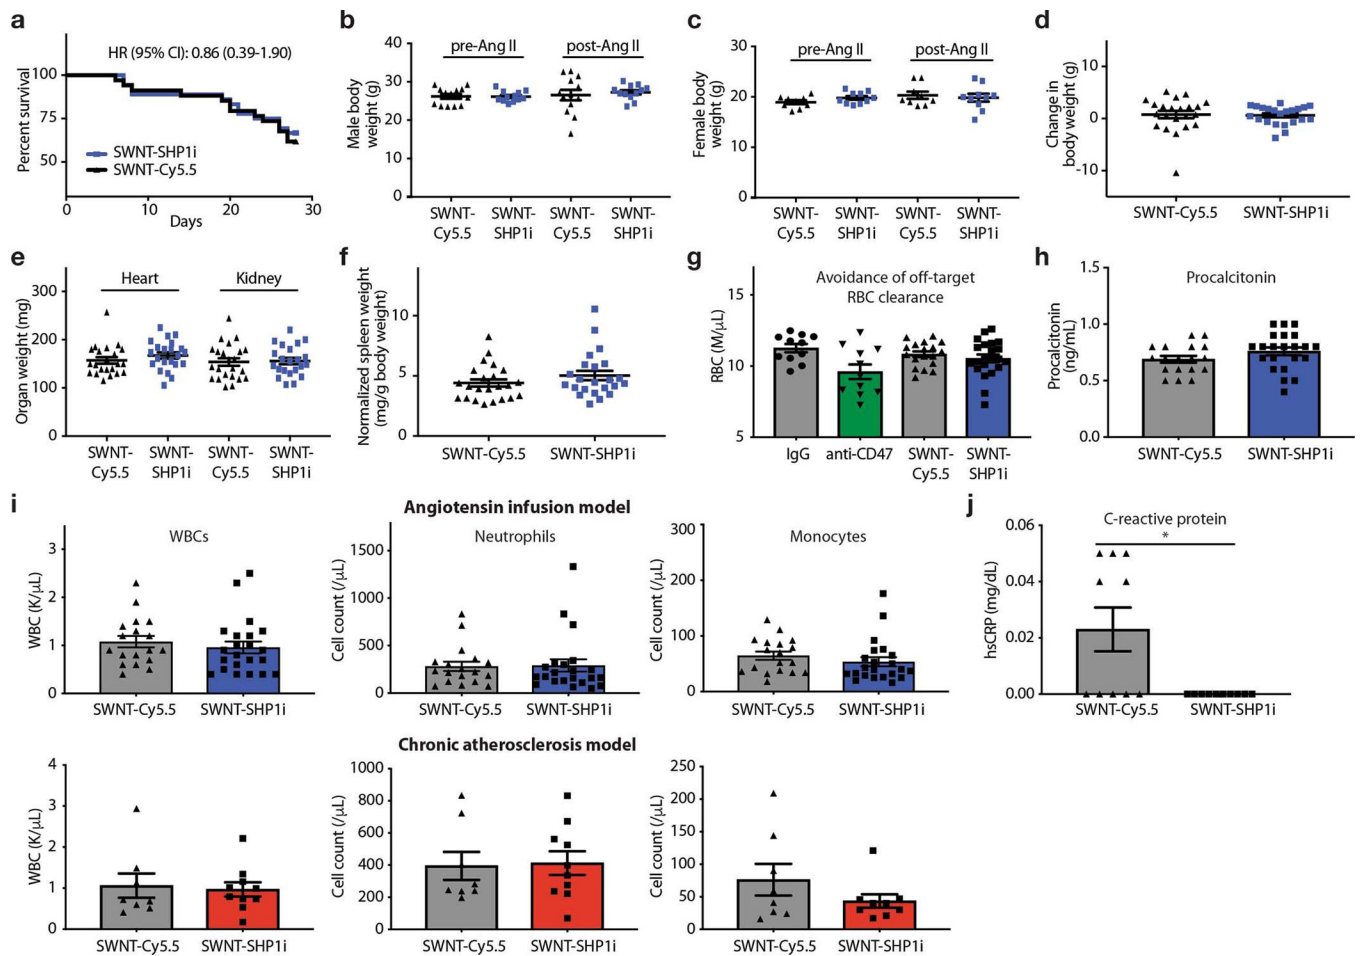 a
HR (95% CI): 0.86 (0.39-1.90)
Percent survival
100
75
50
SWNT-SHP1i
SWNT-Cy5.5
0
10
20
30
Days
b
pre-Ang II
post-Ang II
Male body
weight (g)
40
30
20
10
0
SWNT-
Cy5.5
SWNT-
SHP1i
SWNT-
Cy5.5
SWNT-
SHP1i
c
pre-Ang II
post-Ang II
Female body
weight (g)
30
20
10
0
SWNT-
Cy5.5
SWNT-
SHP1i
SWNT-
Cy5.5
SWNT-
SHP1i
d
Change in
body weight (g)
10
0
-10
SWNT-Cy5.5
SWNT-SHP1i
e
Heart
Kidney
Organ weight (mg)
300
200
100
0
SWNT-
Cy5.5
SWNT-
SHP1i
SWNT-
Cy5.5
SWNT-
SHP1i
f
Normalized spleen weight
(mg/g body weight)
10
5
0
SWNT-Cy5.5
SWNT-SHP1i
g
Avoidance of off-target
RBC clearance
RBC (M/μL)
15
10
5
IgG
anti-CD47
SWNT-
Cy5.5
SWNT-
SHP1i
h
Procalcitonin
Procalcitonin
(ng/mL)
1.5
1.0
0.5
0.0
SWNT-Cy5.5
SWNT-SHP1i
i
Angiotensin infusion model
WBCs
WBC (K/μL)
3
2
1
0
SWNT-Cy5.5
SWNT-SHP1i
Neutrophils
Cell count (/μL)
1500
1000
500
0
SWNT-Cy5.5
SWNT-SHP1i
Monocytes
Cell count (/μL)
300
200
100
0
SWNT-Cy5.5
SWNT-SHP1i
j
C-reactive protein
*
hsCRP (mg/dL)
0.06
0.04
0.02
0.00
SWNT-Cy5.5
SWNT-SHP1i
Chronic atherosclerosis model
WBC (K/μL)
4
3
2
1
0
SWNT-Cy5.5
SWNT-SHP1i
Cell count (/μL)
1000
800
600
400
200
0
SWNT-Cy5.5
SWNT-SHP1i
Cell count (/μL)
250
200
150
100
50
0
SWNT-Cy5.5
SWNT-SHP1i